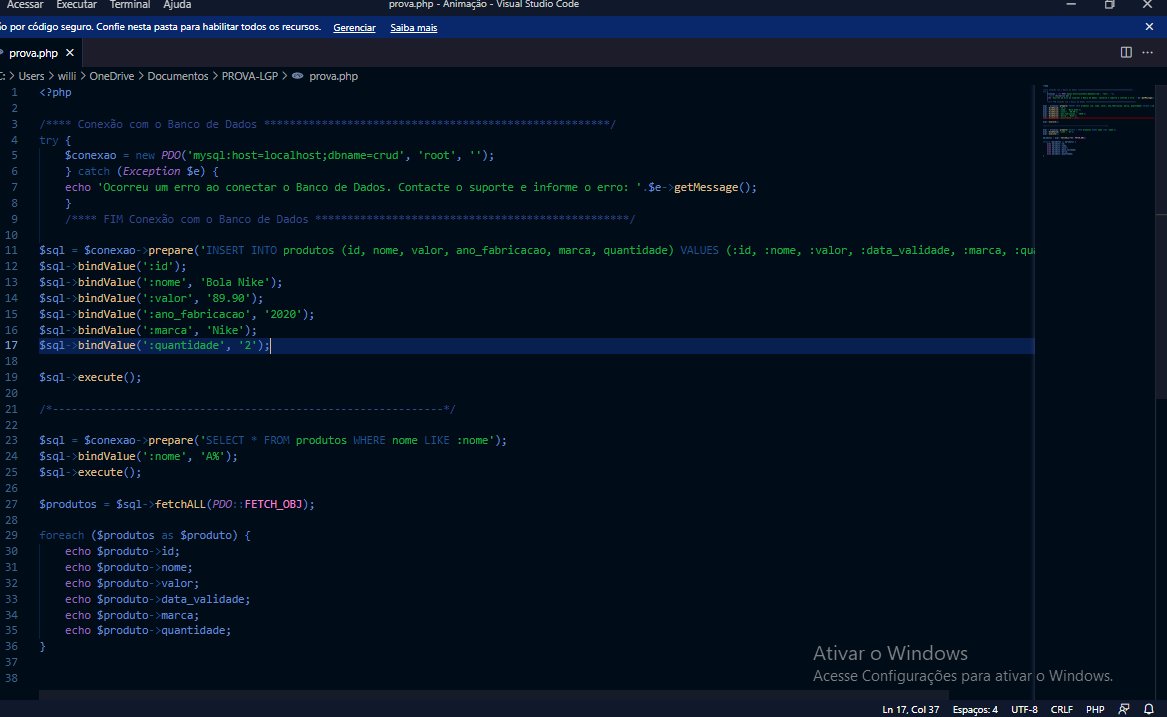 Acessar Executar Terminal Ajuda prova.php - Animação - Visual Studio Code
o por código seguro. Confie nesta pasta para habilitar todos os recursos. Gerenciar Saiba mais
prova.php
C: > Users > willi > OneDrive > Documentos > PROVA-LGP > prova.php
1 <?php
2
3 /**** Conexão com o Banco de Dados ******************************************************/
4 try {
5 $conexao = new PDO('mysql:host=localhost;dbname=crud', 'root', '');
6 } catch (Exception $e) {
7 echo 'Ocorreu um erro ao conectar o Banco de Dados. Contacte o suporte e informe o erro: '.$e->getMessage();
8 }
9 /**** FIM Conexão com o Banco de Dados *************************************************/
10
11 $sql = $conexao->prepare('INSERT INTO produtos (id, nome, valor, ano_fabricacao, marca, quantidade) VALUES (:id, :nome, :valor, :data_validade, :marca, :qua
12 $sql->bindValue(':id');
13 $sql->bindValue(':nome', 'Bola Nike');
14 $sql->bindValue(':valor', '89.90');
15 $sql->bindValue(':ano_fabricacao', '2020');
16 $sql->bindValue(':marca', 'Nike');
17 $sql->bindValue(':quantidade', '2');
18
19 $sql->execute();
20
21 /*-------------------------------------------------------------*/
22
23 $sql = $conexao->prepare('SELECT * FROM produtos WHERE nome LIKE :nome');
24 $sql->bindValue(':nome', 'A%');
25 $sql->execute();
26
27 $produtos = $sql->fetchALL(PDO::FETCH_OBJ);
28
29 foreach ($produtos as $produto) {
30 echo $produto->id;
31 echo $produto->nome;
32 echo $produto->valor;
33 echo $produto->data_validade;
34 echo $produto->marca;
35 echo $produto->quantidade;
36 }
37
38
Ativar o Windows
Acesse Configurações para ativar o Windows.
Ln 17, Col 37 Espaços: 4 UTF-8 CRLF PHP